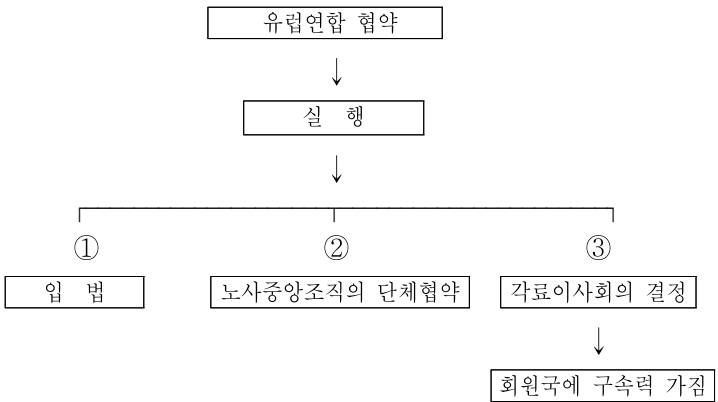 유럽연합 협약
↓
실 행
↓
① ② ③
입 법 노사중앙조직의 단체협약 각료이사회의 결정
↓
회원국에 구속력 가짐